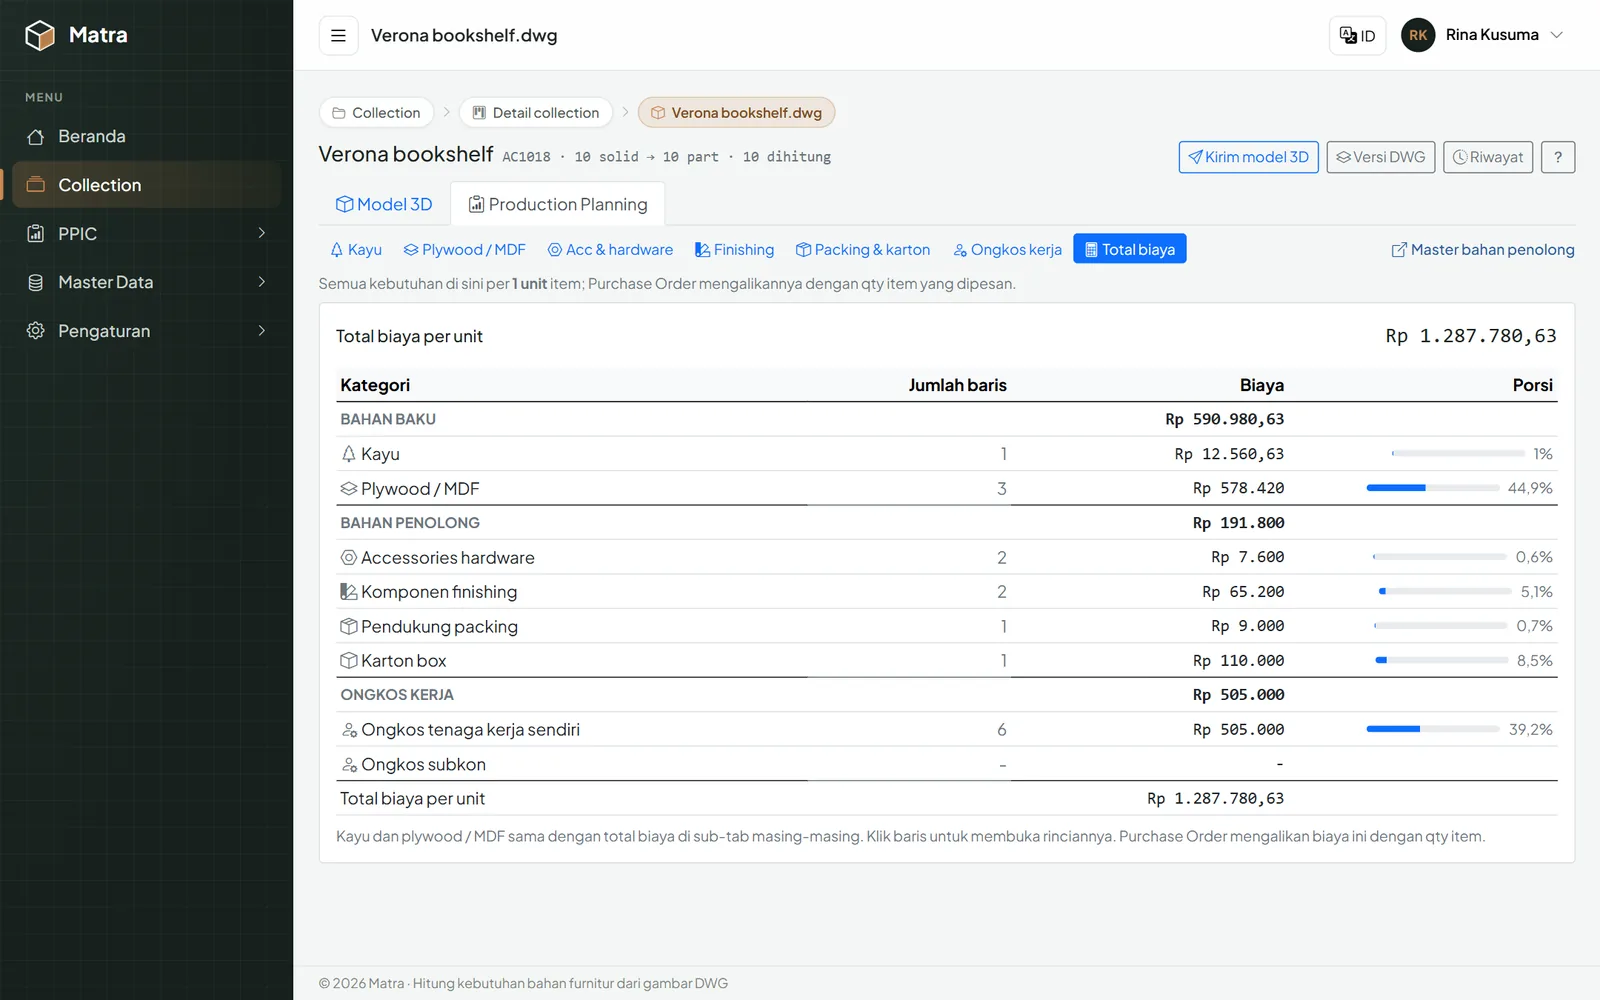 Matra
Verona bookshelf.dwg
ID
RK
Rina Kusuma
MENU
Beranda
Collection
PPIC
Master Data
Pengaturan
Collection
Detail collection
Verona bookshelf.dwg
Verona bookshelf AC1018 · 10 solid → 10 part · 10 dihitung
Kirim model 3D
Versi DWG
Riwayat
?
Model 3D
Production Planning
Kayu
Plywood / MDF
Acc & hardware
Finishing
Packing & karton
Ongkos kerja
Total biaya
Master bahan penolong
Semua kebutuhan di sini per 1 unit item; Purchase Order mengalikannya dengan qty item yang dipesan.
Total biaya per unit Rp 1.287.780,63
Kategori Jumlah baris Biaya Porsi
BAHAN BAKU Rp 590.980,63
Kayu 1 Rp 12.560,63 1%
Plywood / MDF 3 Rp 578.420 44,9%
BAHAN PENOLONG Rp 191.800
Accessories hardware 2 Rp 7.600 0,6%
Komponen finishing 2 Rp 65.200 5,1%
Pendukung packing 1 Rp 9.000 0,7%
Karton box 1 Rp 110.000 8,5%
ONGKOS KERJA Rp 505.000
Ongkos tenaga kerja sendiri 6 Rp 505.000 39,2%
Ongkos subkon - -
Total biaya per unit Rp 1.287.780,63
Kayu dan plywood / MDF sama dengan total biaya di sub-tab masing-masing. Klik baris untuk membuka rinciannya. Purchase Order mengalikan biaya ini dengan qty item.
© 2026 Matra · Hitung kebutuhan bahan furnitur dari gambar DWG